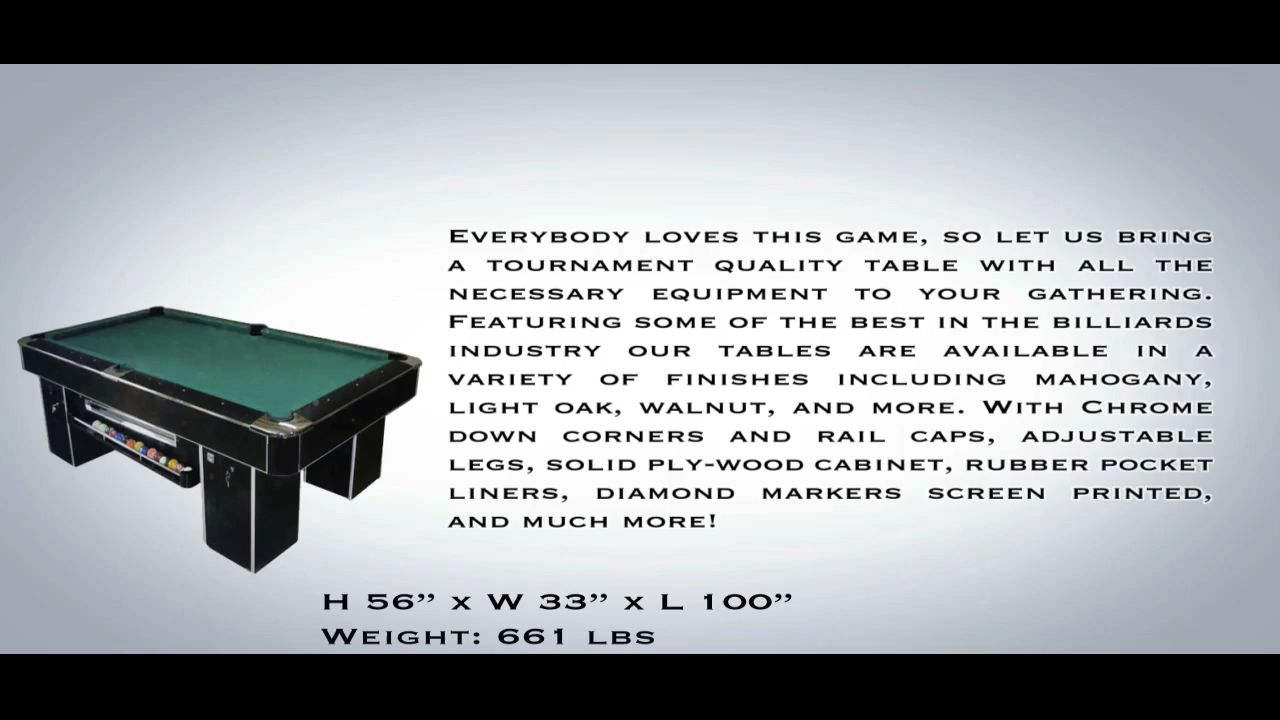 Everybody loves this game, so let us bring
a tournament quality table with all the
necessary equipment to your gathering.
Featuring some of the best in the billiards
industry our tables are available in a
variety of finishes including mahogany,
light oak, walnut, and more. With Chrome
down corners and rail caps, adjustable
legs, solid ply-wood cabinet, rubber pocket
liners, diamond markers screen printed,
and much more!
H 56” x W 33” x L 100”
Weight: 661 lbs